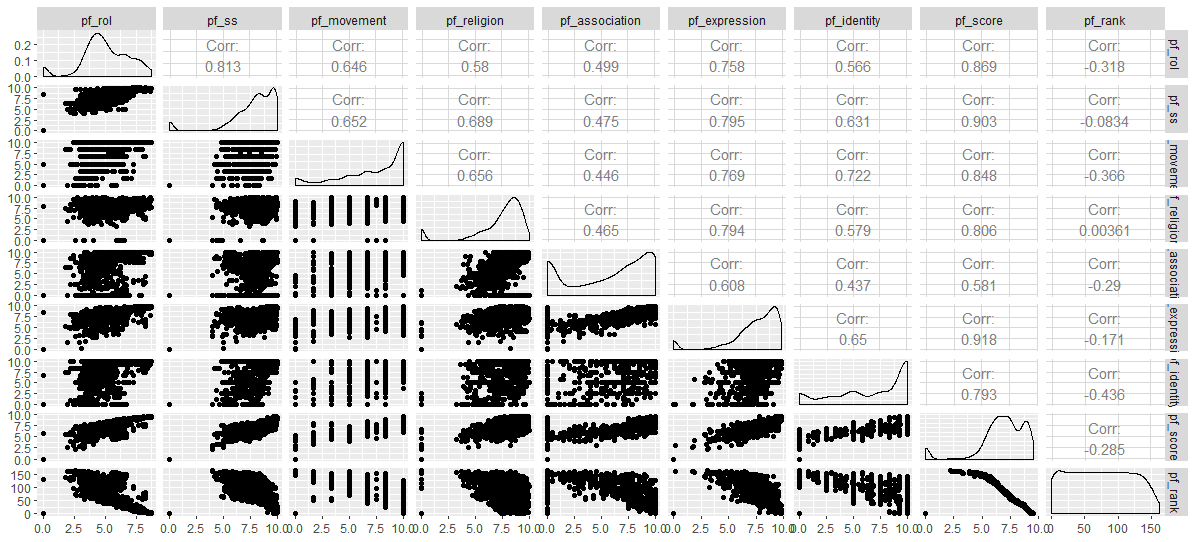 pf_rol pf_ss pf_movement pf_religion pf_association pf_expression pf_identity pf_score pf_rank
0.2
0.1
0.0
Corr: Corr: Corr: Corr: Corr: Corr: Corr: Corr:
0.813 0.646 0.58 0.499 0.758 0.566 0.869 -0.318
pf_rol
10.0
7.5
5.0
2.5
0.0
Corr: Corr: Corr: Corr: Corr: Corr: Corr:
0.652 0.689 0.475 0.795 0.631 0.903 -0.0834
pf_ss
10.0
7.5
5.0
2.5
0.0
Corr: Corr: Corr: Corr: Corr: Corr:
0.656 0.446 0.769 0.722 0.848 -0.366
_moveme
10.0
7.5
5.0
2.5
0.0
Corr: Corr: Corr: Corr: Corr:
0.465 0.794 0.579 0.806 0.00361
f_religion
10.0
7.5
5.0
2.5
0.0
Corr: Corr: Corr: Corr:
0.608 0.437 0.581 -0.29
associati
10.0
7.5
5.0
2.5
0.0
Corr: Corr: Corr:
0.65 0.918 -0.171
_expressi
10.0
7.5
5.0
2.5
0.0
Corr: Corr:
0.793 -0.436
f_identit
10.0
7.5
5.0
2.5
0.0
Corr:
-0.285
pf_score
150
100
50
0
pf_rank
0.0 2.5 5.0 7.5 0.0 2.5 5.0 7.5 10.0 0.0 2.5 5.0 7.5 10.0 0.0 2.5 5.0 7.5 10.0 0.0 2.5 5.0 7.5 10.0 0.0 2.5 5.0 7.5 10.0 0.0 2.5 5.0 7.5 10.0 0.0 2.5 5.0 7.5 10.0 0 50 100 150